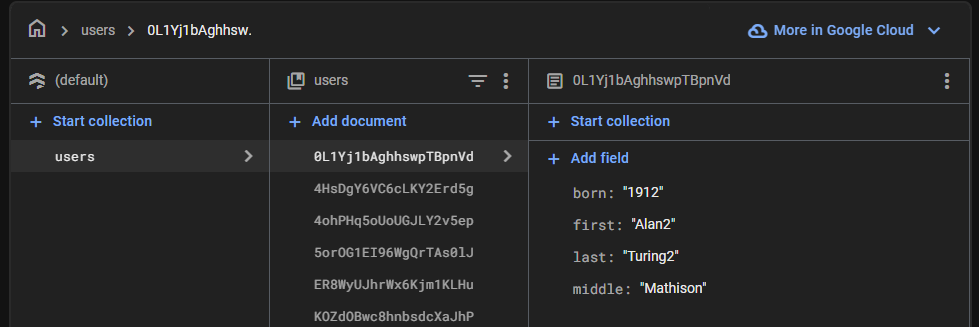 users
0L1Yj1bAghhsw.
More in Google Cloud
(default)
users
0L1Yj1bAghhswpTBpnVd
Start collection
Add document
Start collection
users
0L1Yj1bAghhswpTBpnVd
Add field
4HsDgY6VC6cLKY2Erd5g
born: "1912"
4ohPHq5oUoUGJLY2v5ep
first: "Alan2"
5orOG1EI96WgQrTAs0lJ
last: "Turing2"
ER8WyUJhrWx6Kjm1KLHu
middle: "Mathison"
KOZdOBwc8hnbsdcXaJhP